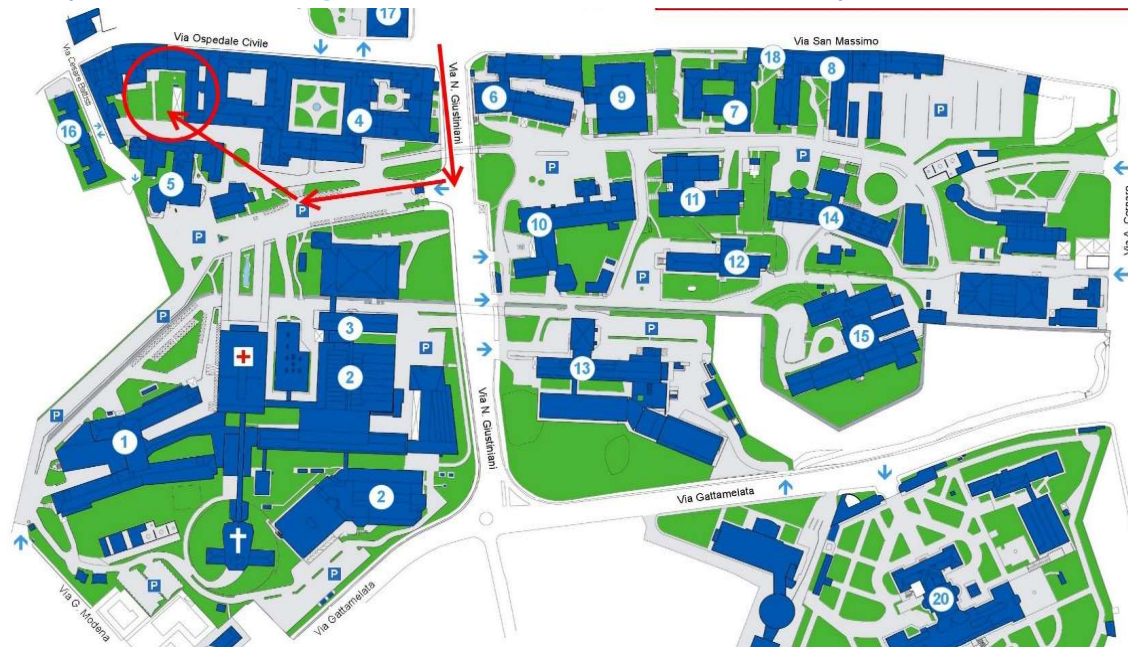 17
Via Ospedale Civile
Via San Massimo
Via Cesare Battisti
Via N. Giustiniani
18
8
6
9
7
P
4
16
5
P
P
P
10
11
14
P
P
12
P
3
P
P
2
13
15
P
1
2
Via N. Giustiniani
Via Gattamelata
P
P
Via G. Modena
Via Gattamelata
20